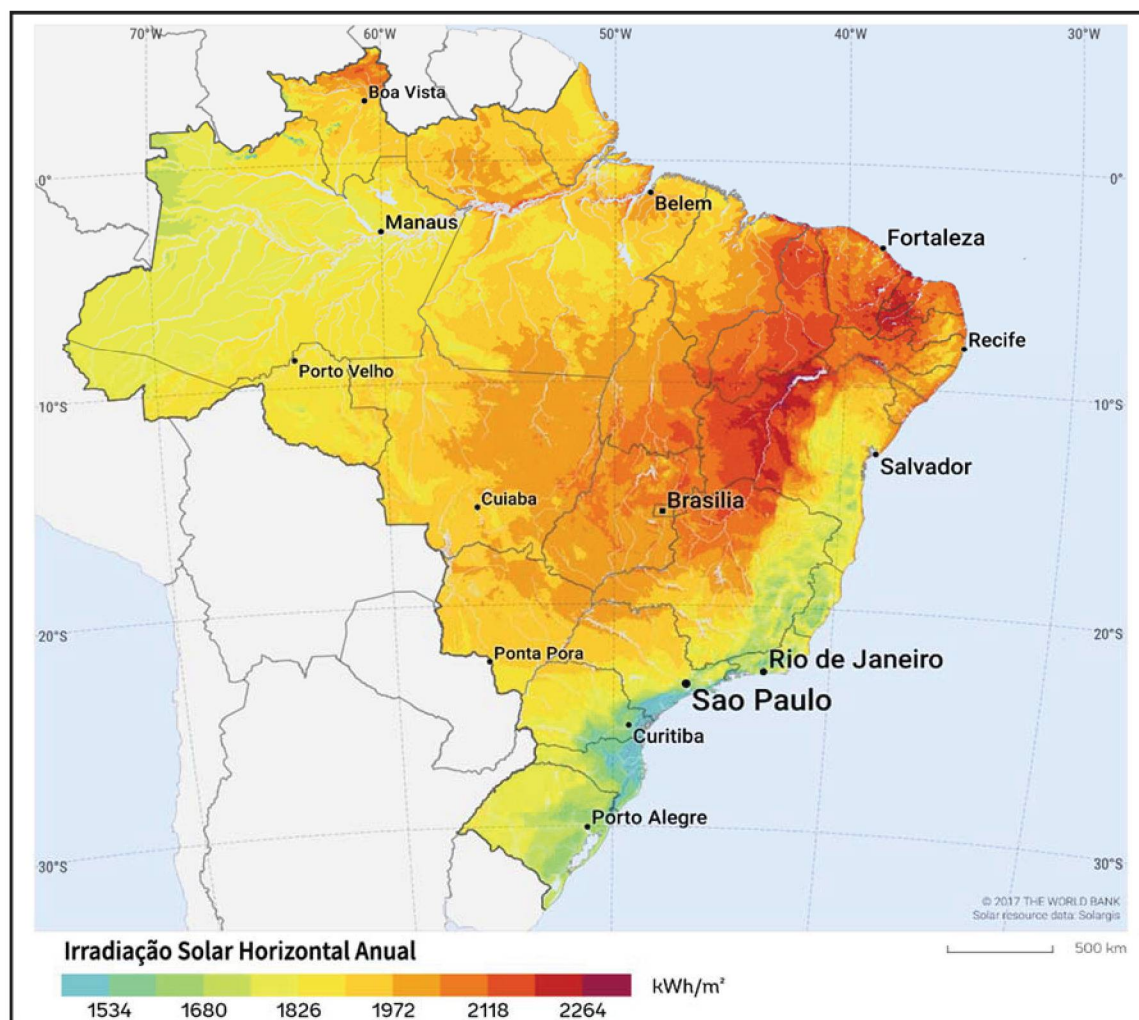 70°W 60°W 50°W 40°W 30°W
Boa Vista
0° 0°
Belem
Manaus
Fortaleza
Recife
Porto Velho
10°S 10°S
Salvador
Cuiaba
Brasilia
20°S 20°S
Ponta Pora
Rio de Janeiro
Sao Paulo
Curitiba
Porto Alegre
30°S 30°S
© 2017 THE WORLD BANK
Solar resource data: Solargis
Irradiação Solar Horizontal Anual
500 km
kWh/m²
1534 1680 1826 1972 2118 2264